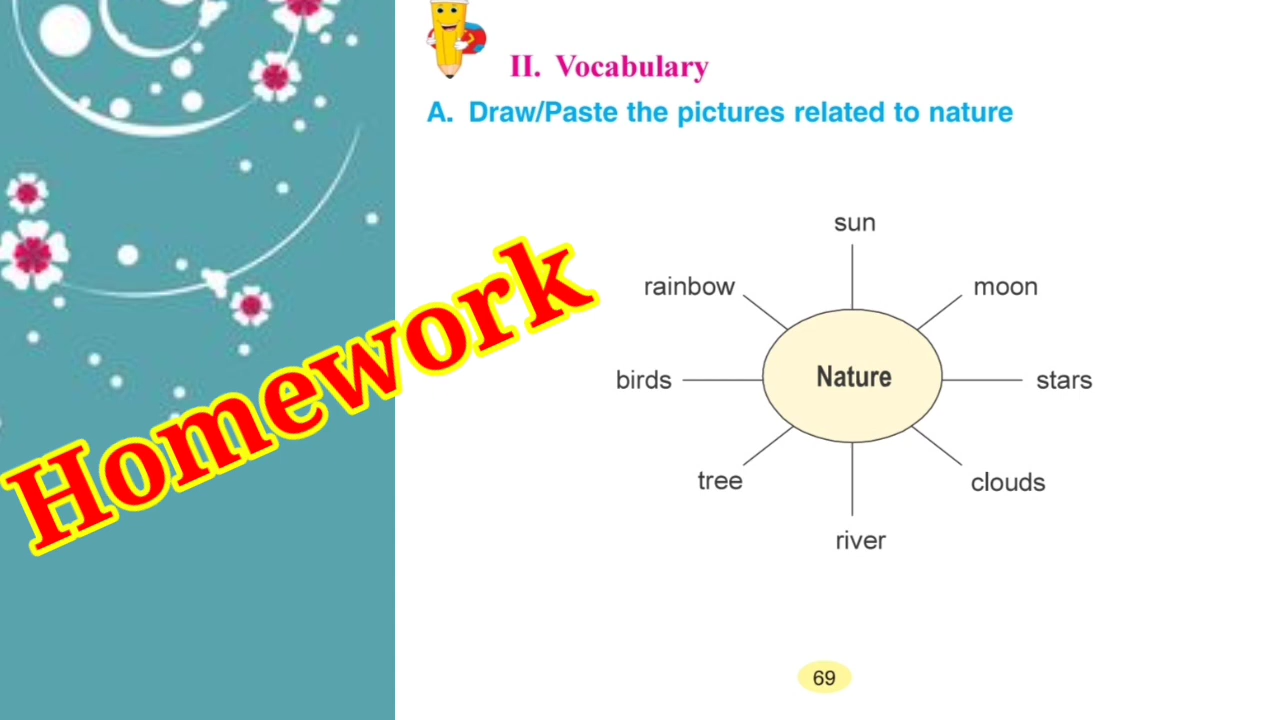 II. Vocabulary
A. Draw/Paste the pictures related to nature
Homework
sun
rainbow
moon
birds
Nature
stars
tree
clouds
river
69